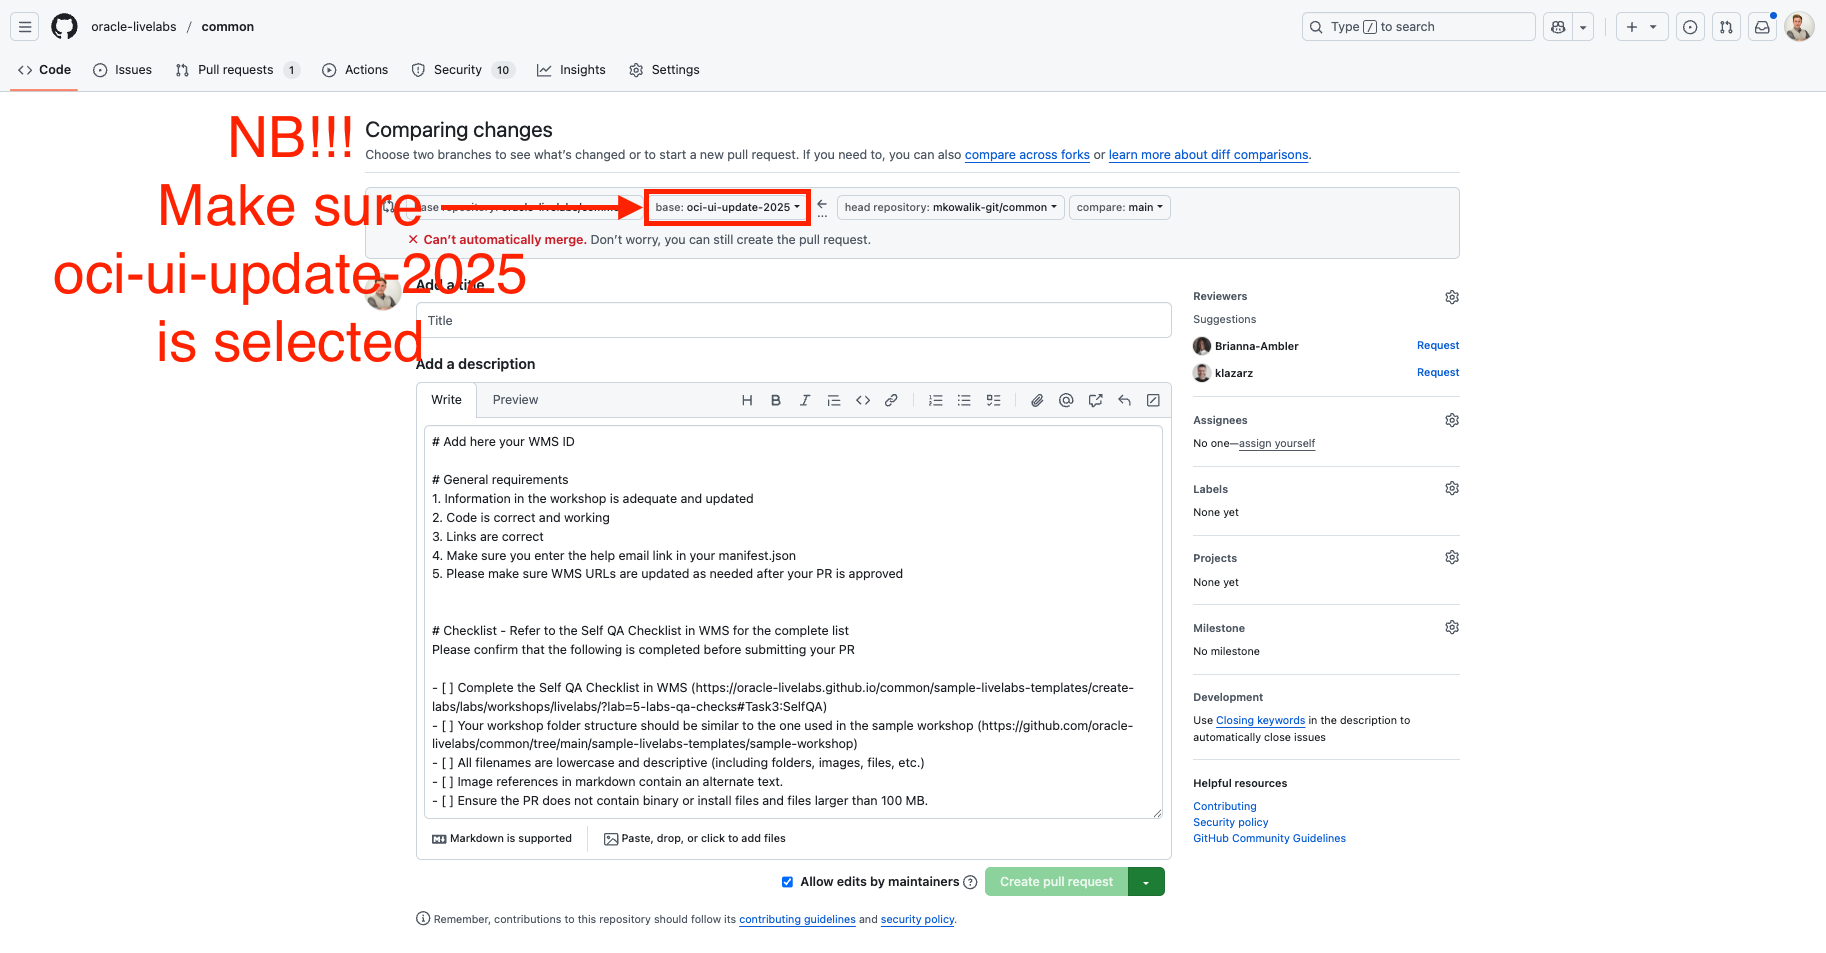 oracle-livelabs / common
Type / to search
Code
Issues
Pull requests 1
Actions
Security 10
Insights
Settings
NB!!!
Make sure
oci-ui-update-2025
is selected
Comparing changes
Choose two branches to see what's changed or to start a new pull request. If you need to, you can also compare across forks or learn more about diff comparisons.
base: oci-ui-update-2025
head repository: mkowalik-git/common
compare: main
Can't automatically merge. Don't worry, you can still create the pull request.
Add a title
Title
Add a description
Write
Preview
# Add here your WMS ID
# General requirements
1. Information in the workshop is adequate and updated
2. Code is correct and working
3. Links are correct
4. Make sure you enter the help email link in your manifest.json
5. Please make sure WMS URLs are updated as needed after your PR is approved
# Checklist - Refer to the Self QA Checklist in WMS for the complete list
Please confirm that the following is completed before submitting your PR
- [ ] Complete the Self QA Checklist in WMS (https://oracle-livelabs.github.io/common/sample-livelabs-templates/create-
labs/labs/workshops/livelabs/?lab=5-labs-qa-checks#Task3:SelfQA)
- [ ] Your workshop folder structure should be similar to the one used in the sample workshop (https://github.com/oracle-
livelabs/common/tree/main/sample-livelabs-templates/sample-workshop)
- [ ] All filenames are lowercase and descriptive (including folders, images, files, etc.)
- [ ] Image references in markdown contain an alternate text.
- [ ] Ensure the PR does not contain binary or install files and files larger than 100 MB.
Markdown is supported
Paste, drop, or click to add files
Allow edits by maintainers
Create pull request
Remember, contributions to this repository should follow its contributing guidelines and security policy.
Reviewers
Suggestions
Brianna-Ambler Request
klazarz Request
Assignees
No one—assign yourself
Labels
None yet
Projects
None yet
Milestone
No milestone
Development
Use Closing keywords in the description to
automatically close issues
Helpful resources
Contributing
Security policy
GitHub Community Guidelines